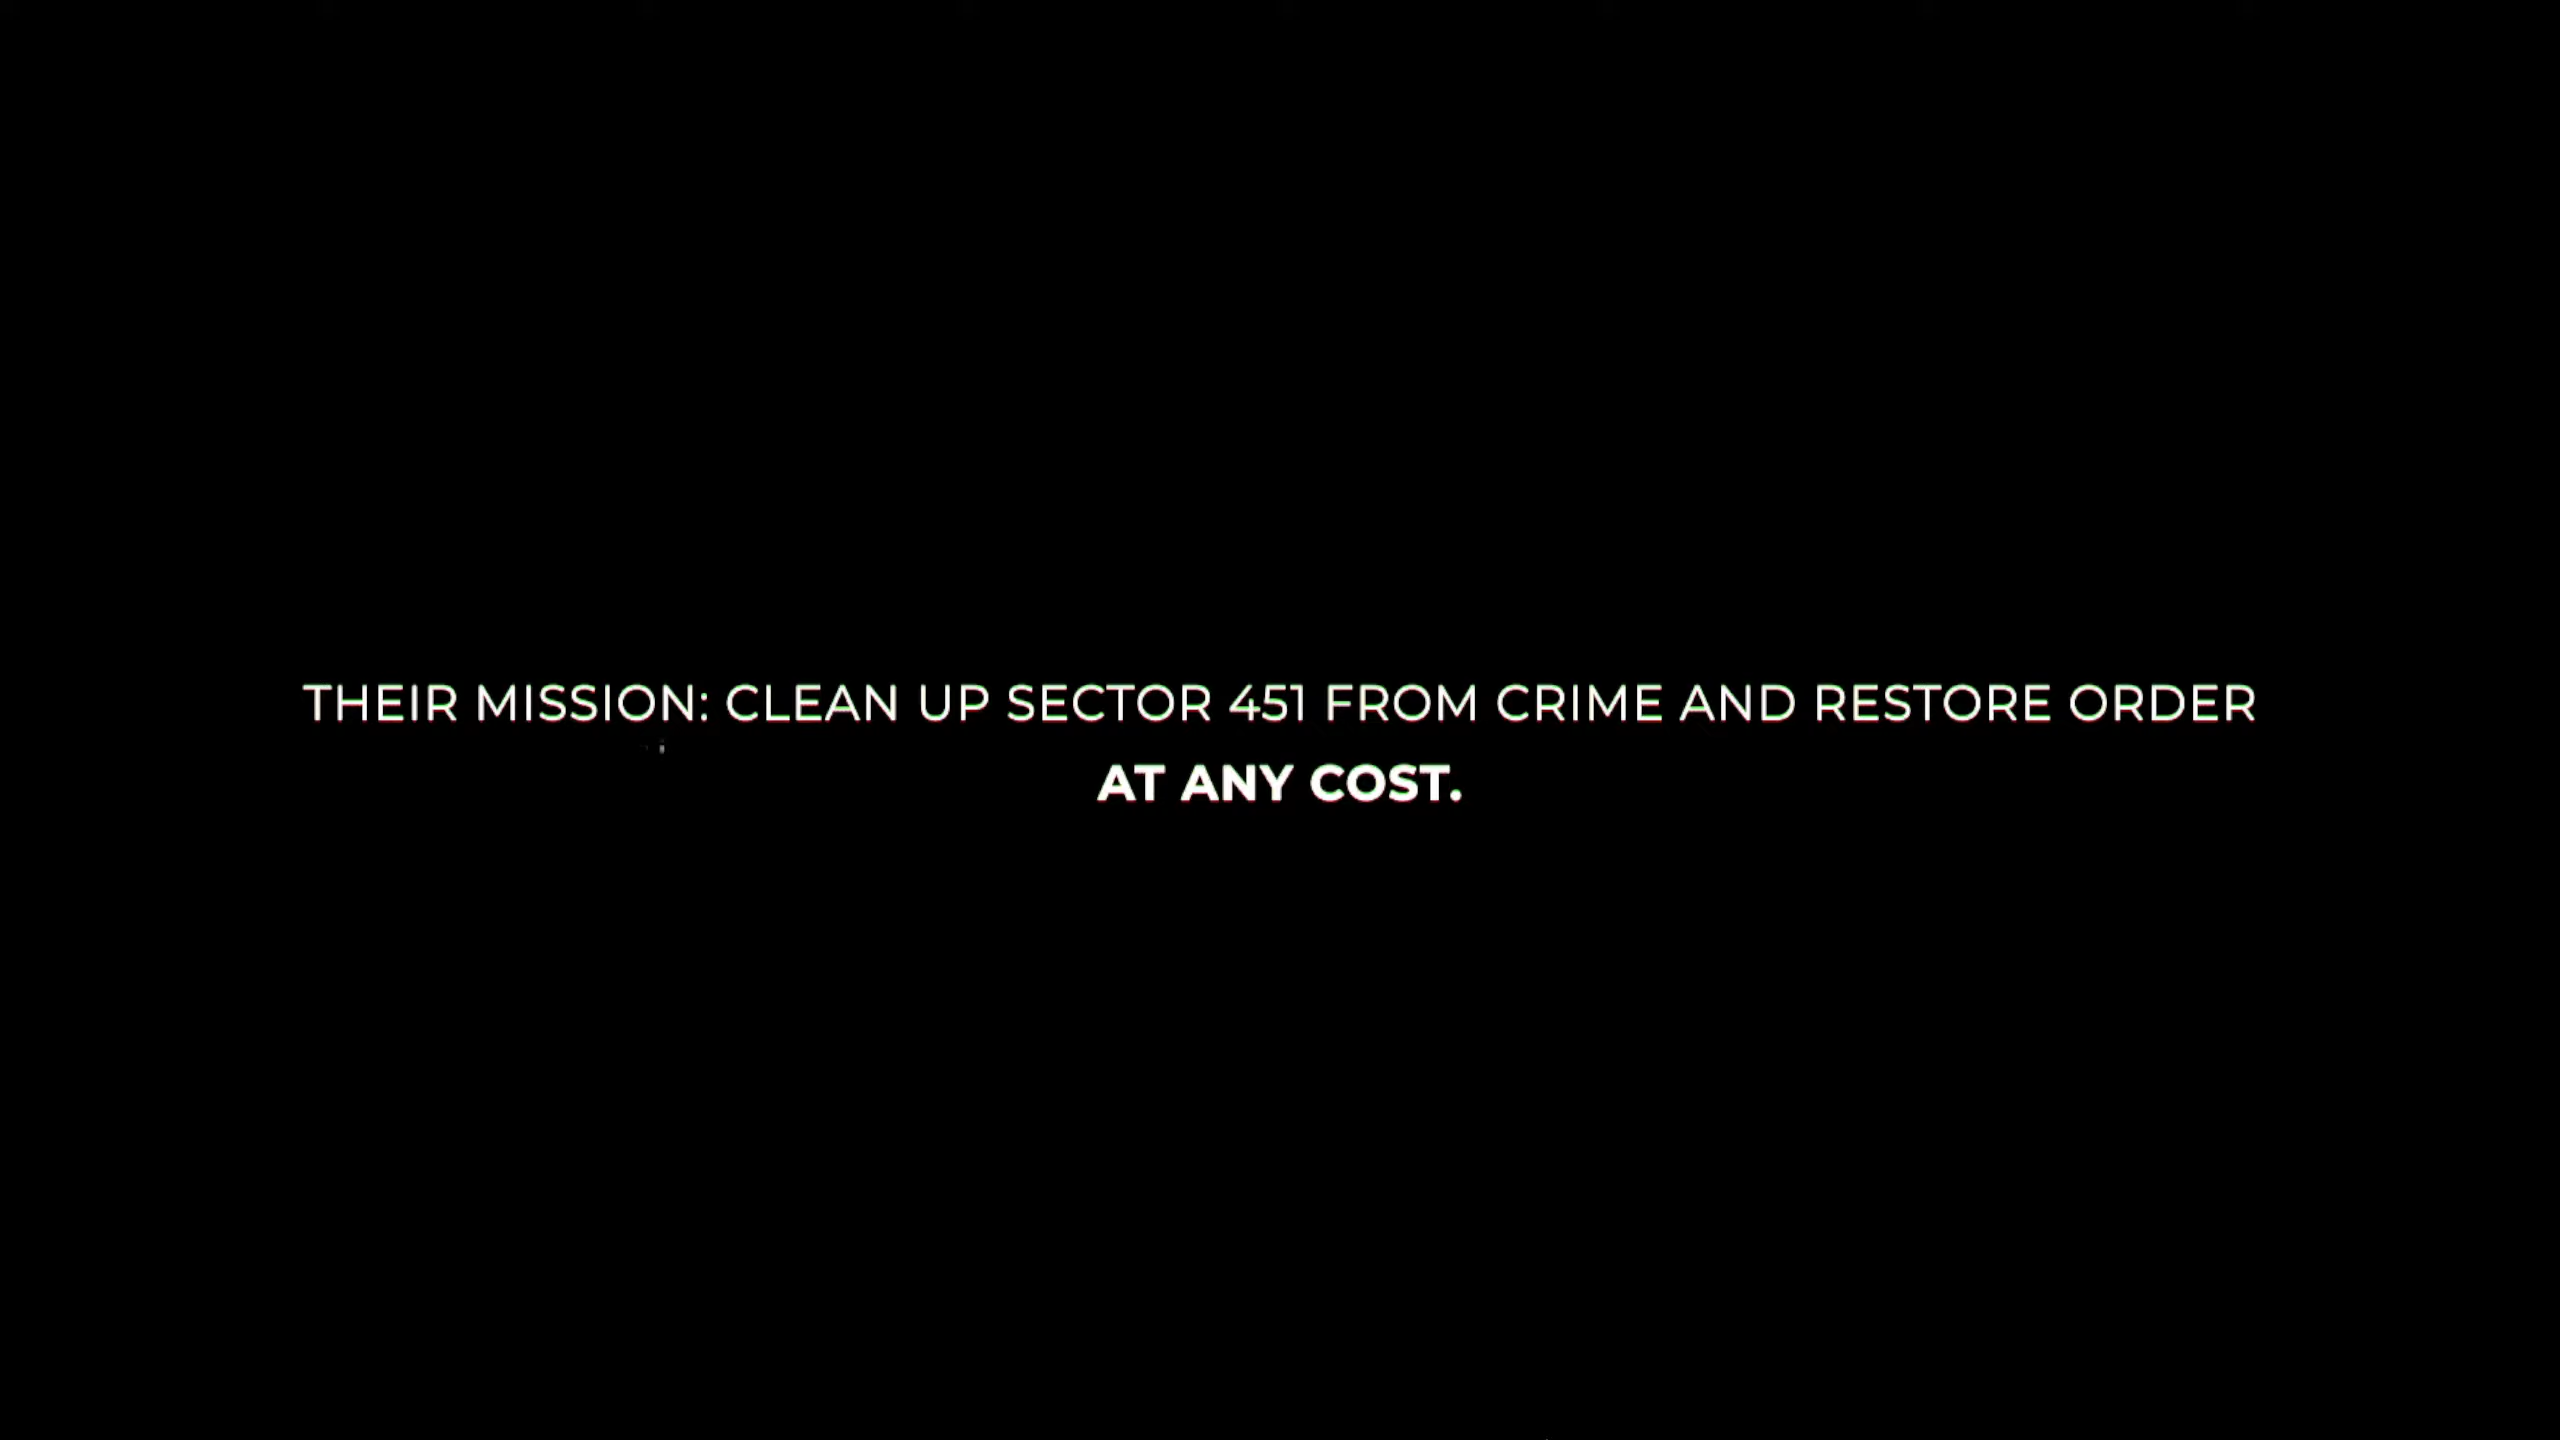 THEIR MISSION: CLEAN UP SECTOR 451 FROM CRIME AND RESTORE ORDER
AT ANY COST.